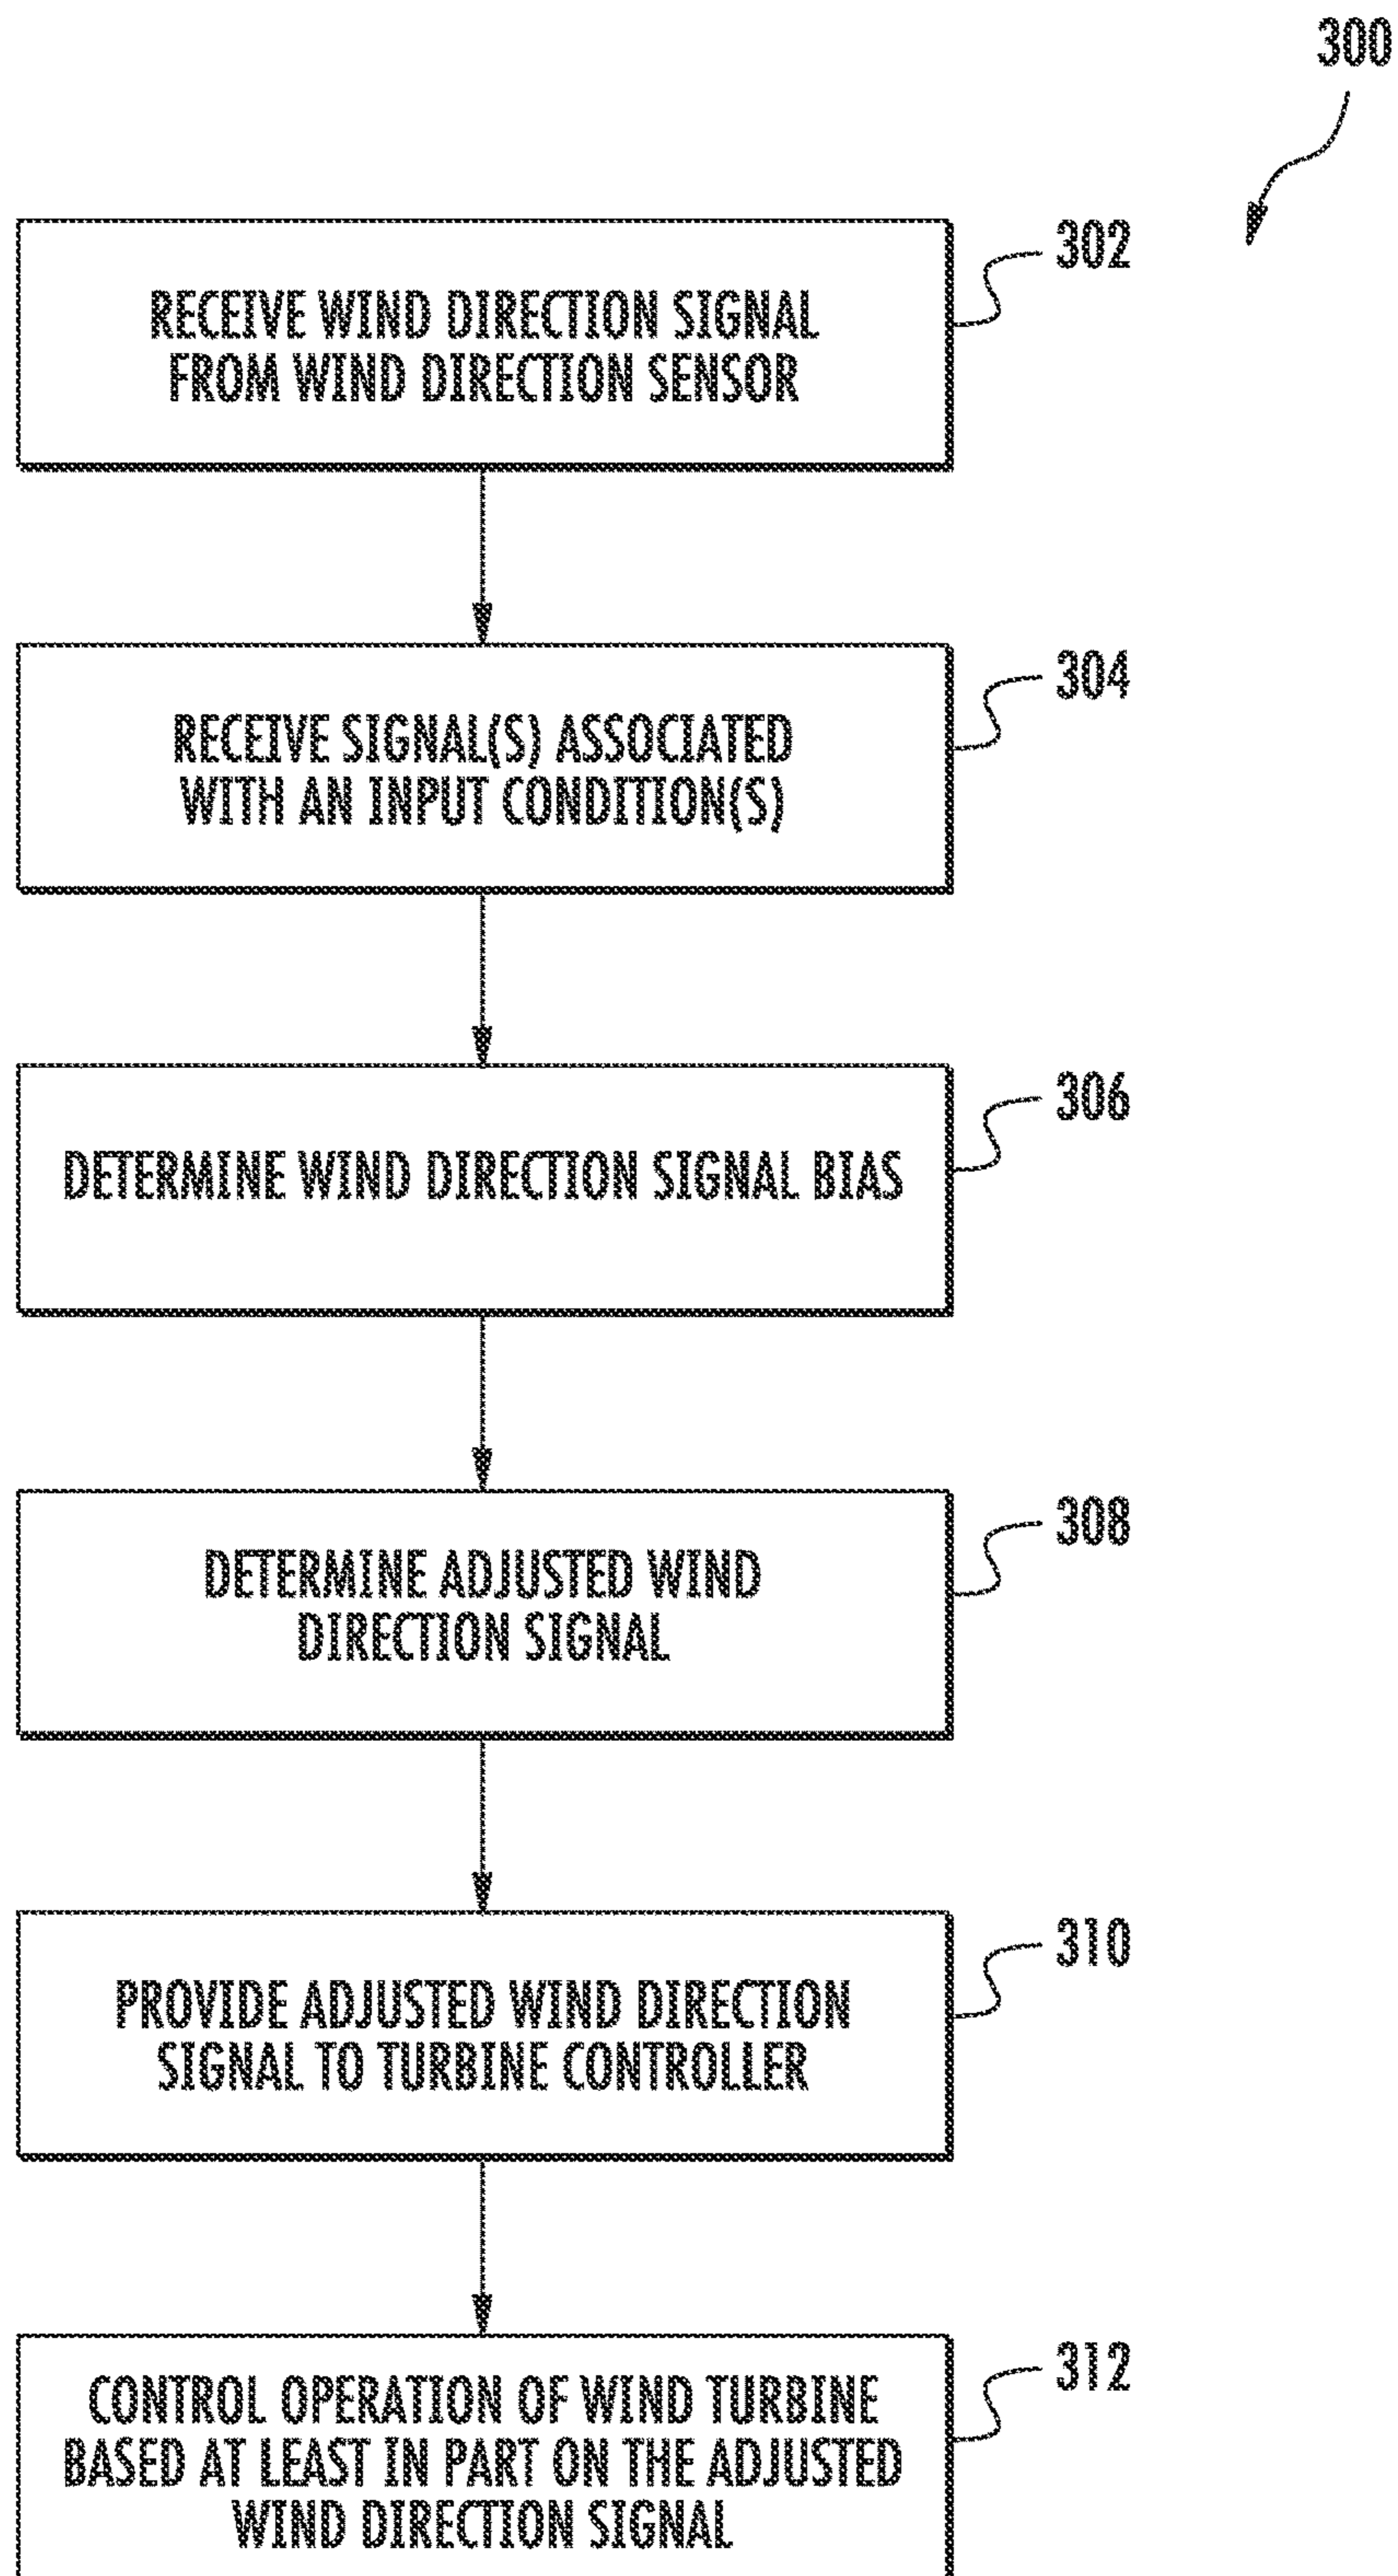 300
302
RECEIVE WIND DIRECTION SIGNAL
FROM WIND DIRECTION SENSOR
304
RECEIVE SIGNAL(S) ASSOCIATED
WITH AN INPUT CONDITION(S)
306
DETERMINE WIND DIRECTION SIGNAL BIAS
308
DETERMINE ADJUSTED WIND
DIRECTION SIGNAL
310
PROVIDE ADJUSTED WIND DIRECTION
SIGNAL TO TURBINE CONTROLLER
312
CONTROL OPERATION OF WIND TURBINE
BASED AT LEAST IN PART ON THE ADJUSTED
WIND DIRECTION SIGNAL